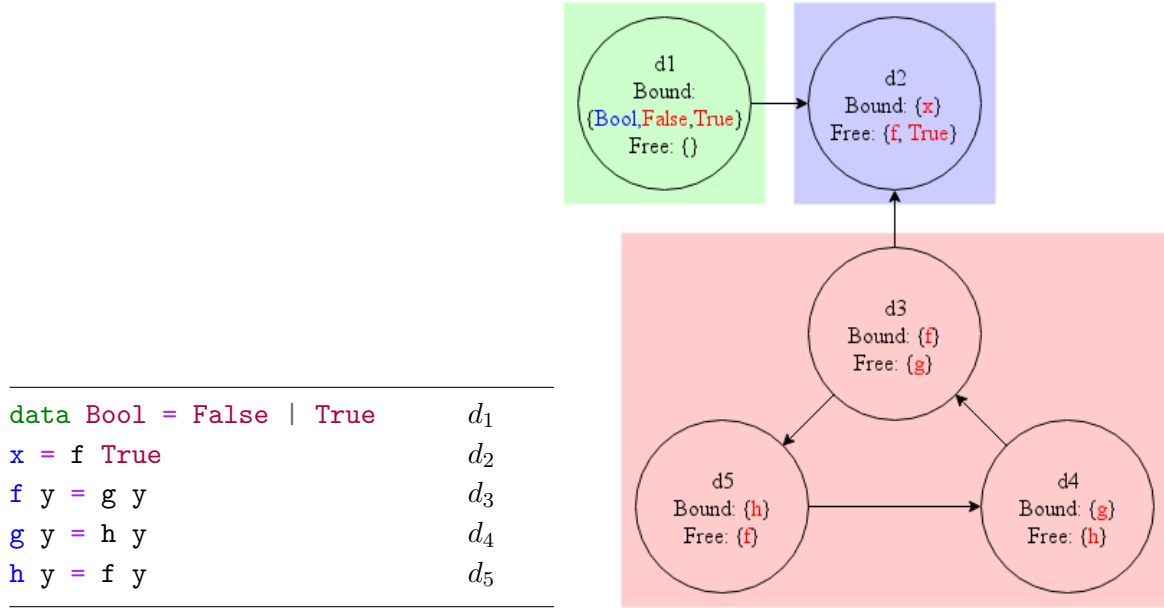 d1
Bound:
{Bool,False,True}
Free: {}
d2
Bound: {x}
Free: {f, True}
d3
Bound: {f}
Free: {g}
d5
Bound: {h}
Free: {f}
d4
Bound: {g}
Free: {h}
data Bool = False | True d₁
x = f True d₂
f y = g y d₃
g y = h y d₄
h y = f y d₅